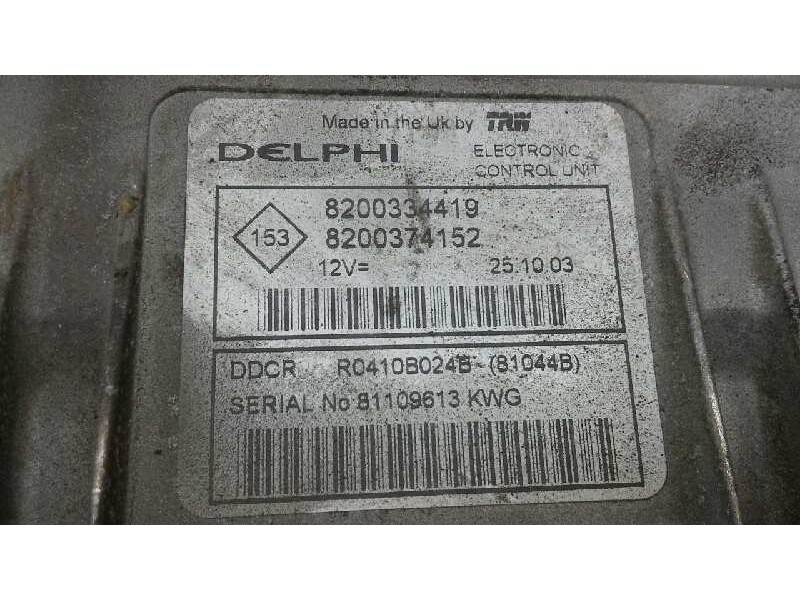 Made in the Uk by TRW
DELPHI ELECTRONIC
CONTROL UNIT
8200334419
153 8200374152
12V= 25.10.03
DDCR R0410B024B-(81044B)
SERIAL No 81109613 KWG